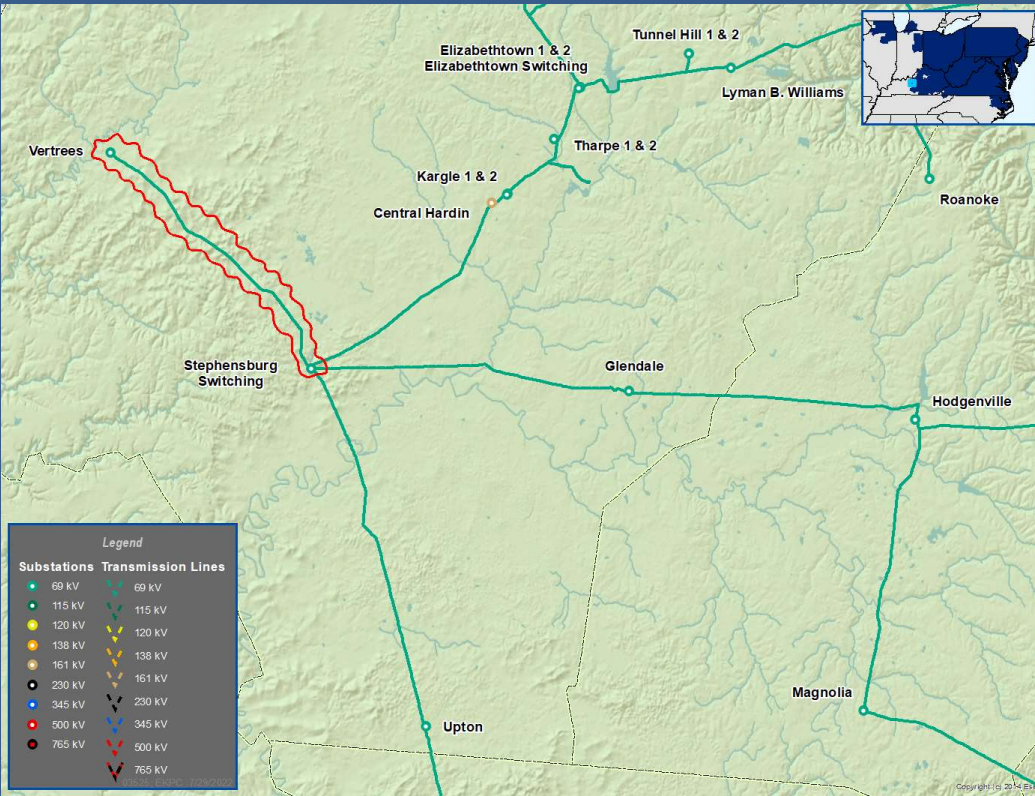 Tunnel Hill 1 & 2
Elizabethtown 1 & 2
Elizabethtown Switching
Lyman B. Williams
Vertrees
Tharpe 1 & 2
Kargle 1 & 2
Roanoke
Central Hardin
Stephensburg
Switching
Glendale
Hodgenville
Magnolia
Upton
Legend
Substations
69 kV
115 kV
120 kV
138 kV
161 kV
230 kV
345 kV
500 kV
765 kV
Transmission Lines
69 kV
115 kV
120 kV
138 kV
161 kV
230 kV
345 kV
500 kV
765 kV
Copyright (c) 2014